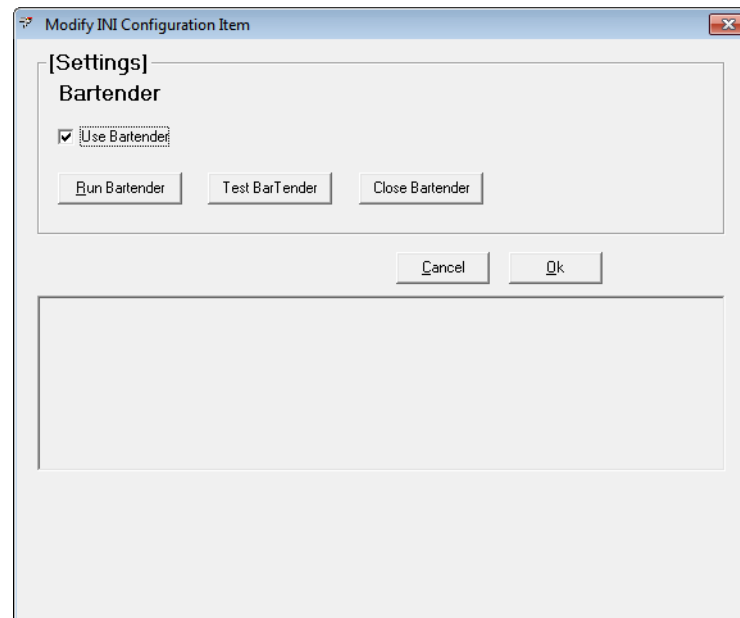 Modify INI Configuration Item
[Settings]
Bartender
Use Bartender
Run Bartender Test BarTender Close Bartender
Cancel Ok